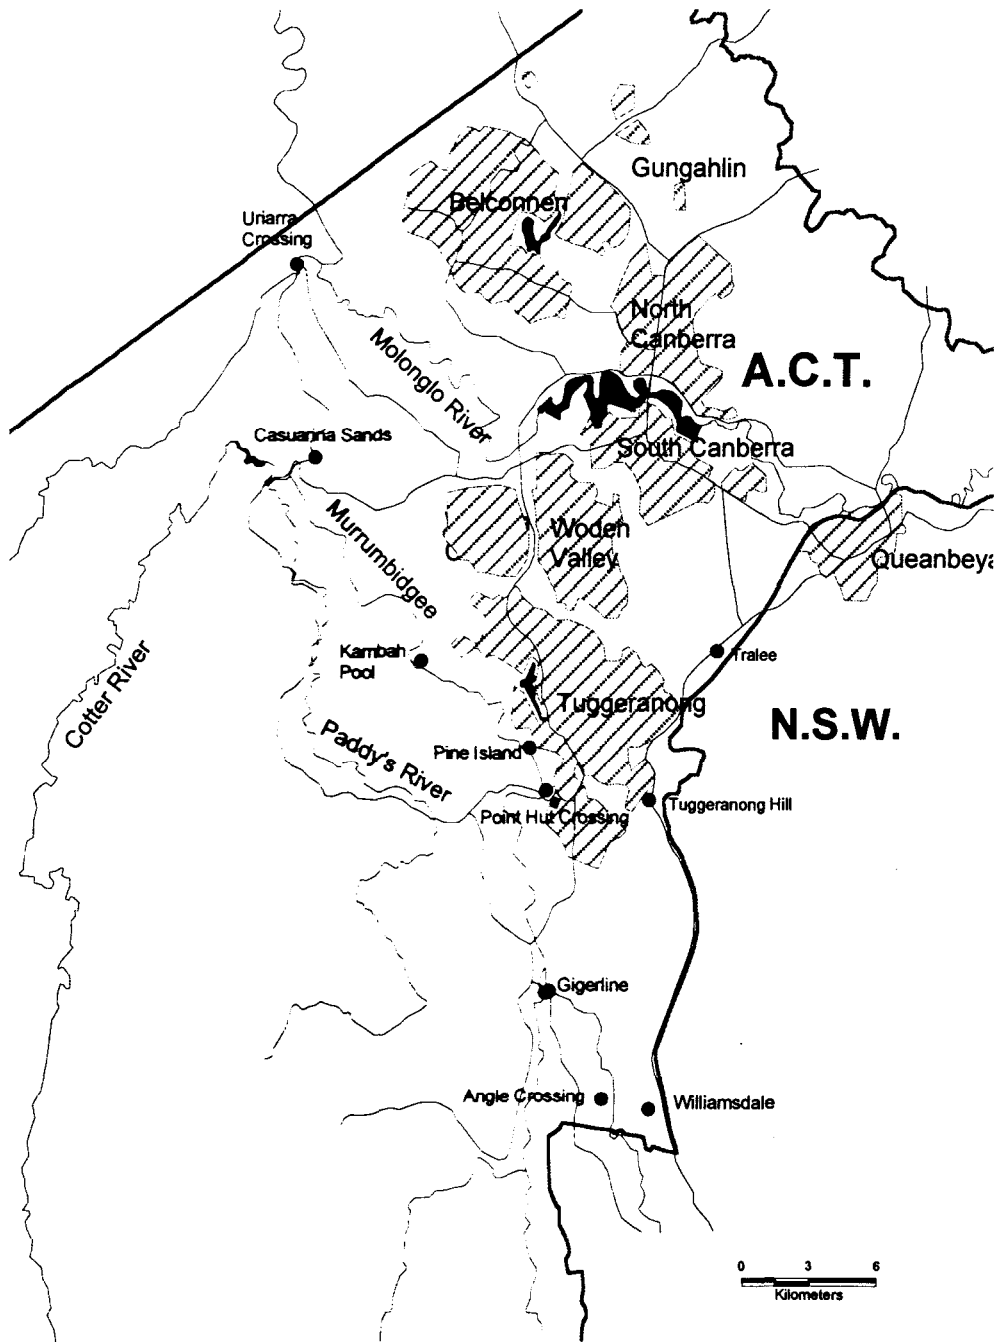 Gungahlin
Belconnen
Uriarra
Crossing
North
Canberra
Molonglo River
A.C.T.
Casuarina Sands
South Canberra
Murrumbidgee
Woden
Valley
Queanbeya
Kambah
Pool
Tralee
Cotter River
Tuggeranong
N.S.W.
Paddy's River
Pine Island
Point Hut Crossing
Tuggeranong Hill
Gigerline
Angle Crossing
Williamsdale
0 3 6
Kilometers